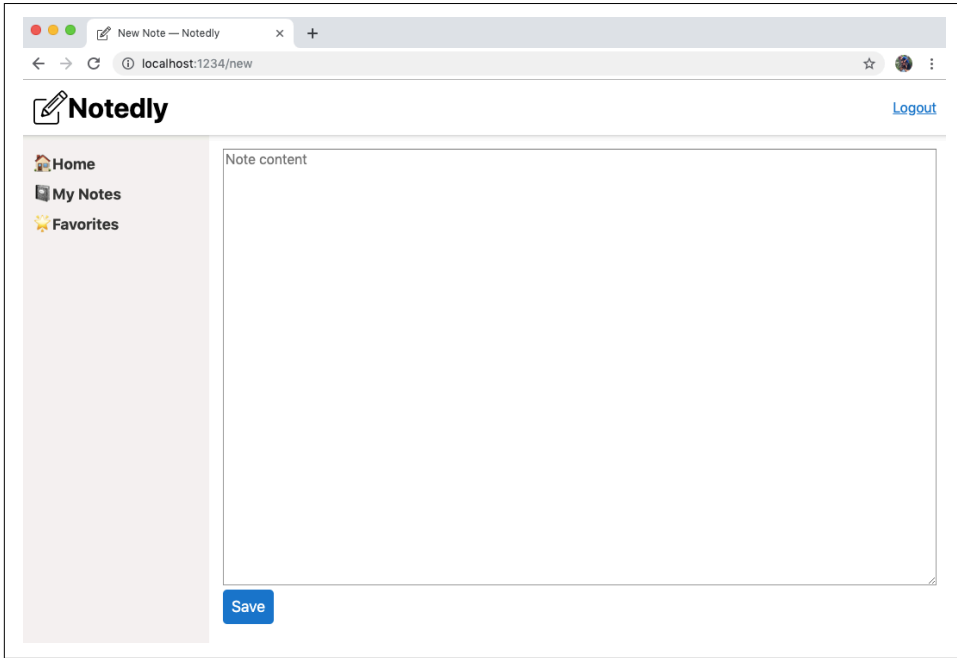 New Note — Notedly
localhost:1234/new
Notedly
Logout
Home
My Notes
Favorites
Note content
Save